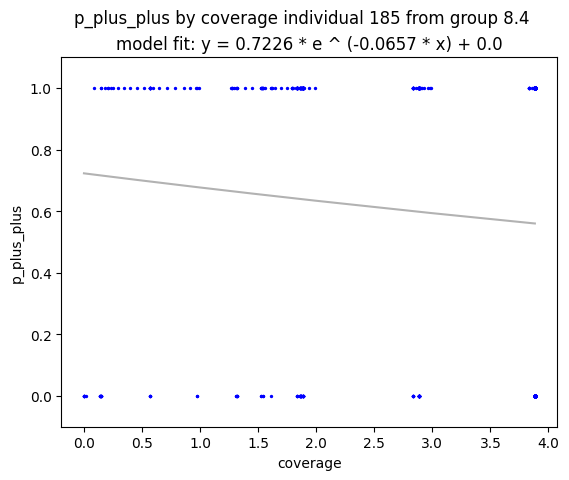 p_plus_plus by coverage individual 185 from group 8.4
model fit: y = 0.7226 * e ^ (-0.0657 * x) + 0.0
1.0
0.8
0.6
0.4
0.2
0.0
p_plus_plus
0.0 0.5 1.0 1.5 2.0 2.5 3.0 3.5 4.0
coverage